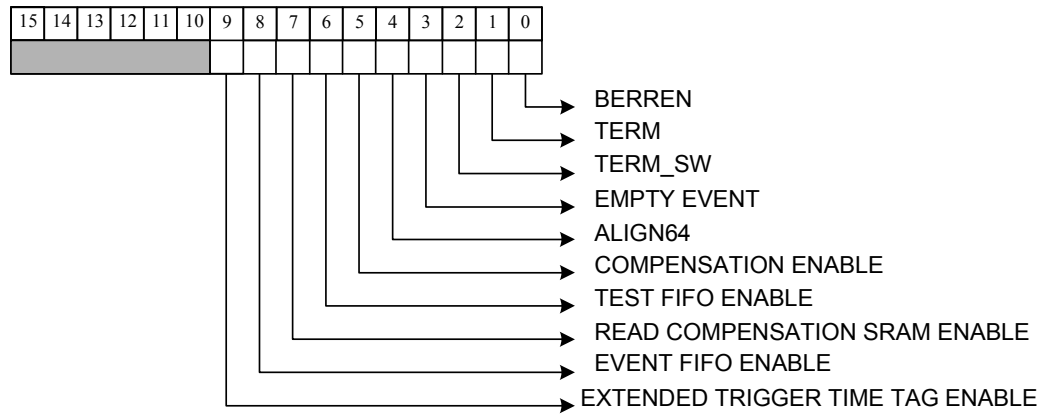 15 14 13 12 11 10 9 8 7 6 5 4 3 2 1 0
BERREN
TERM
TERM_SW
EMPTY EVENT
ALIGN64
COMPENSATION ENABLE
TEST FIFO ENABLE
READ COMPENSATION SRAM ENABLE
EVENT FIFO ENABLE
EXTENDED TRIGGER TIME TAG ENABLE